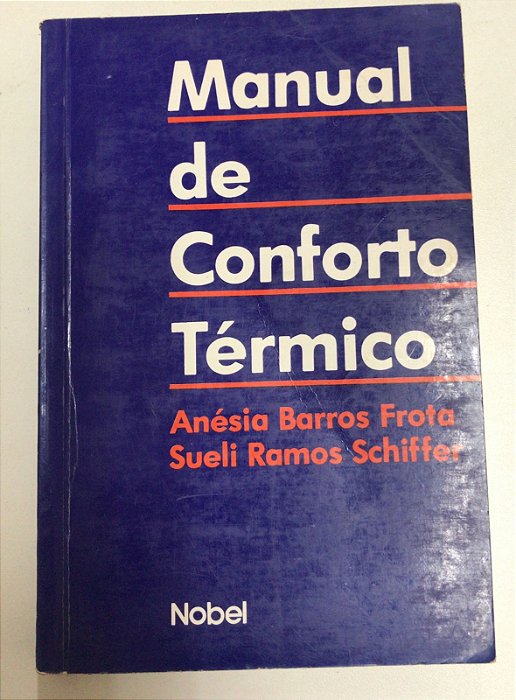 Manual
de
Conforto
Térmico
Anésia Barros Frota
Sueli Ramos Schiffer
Nobel